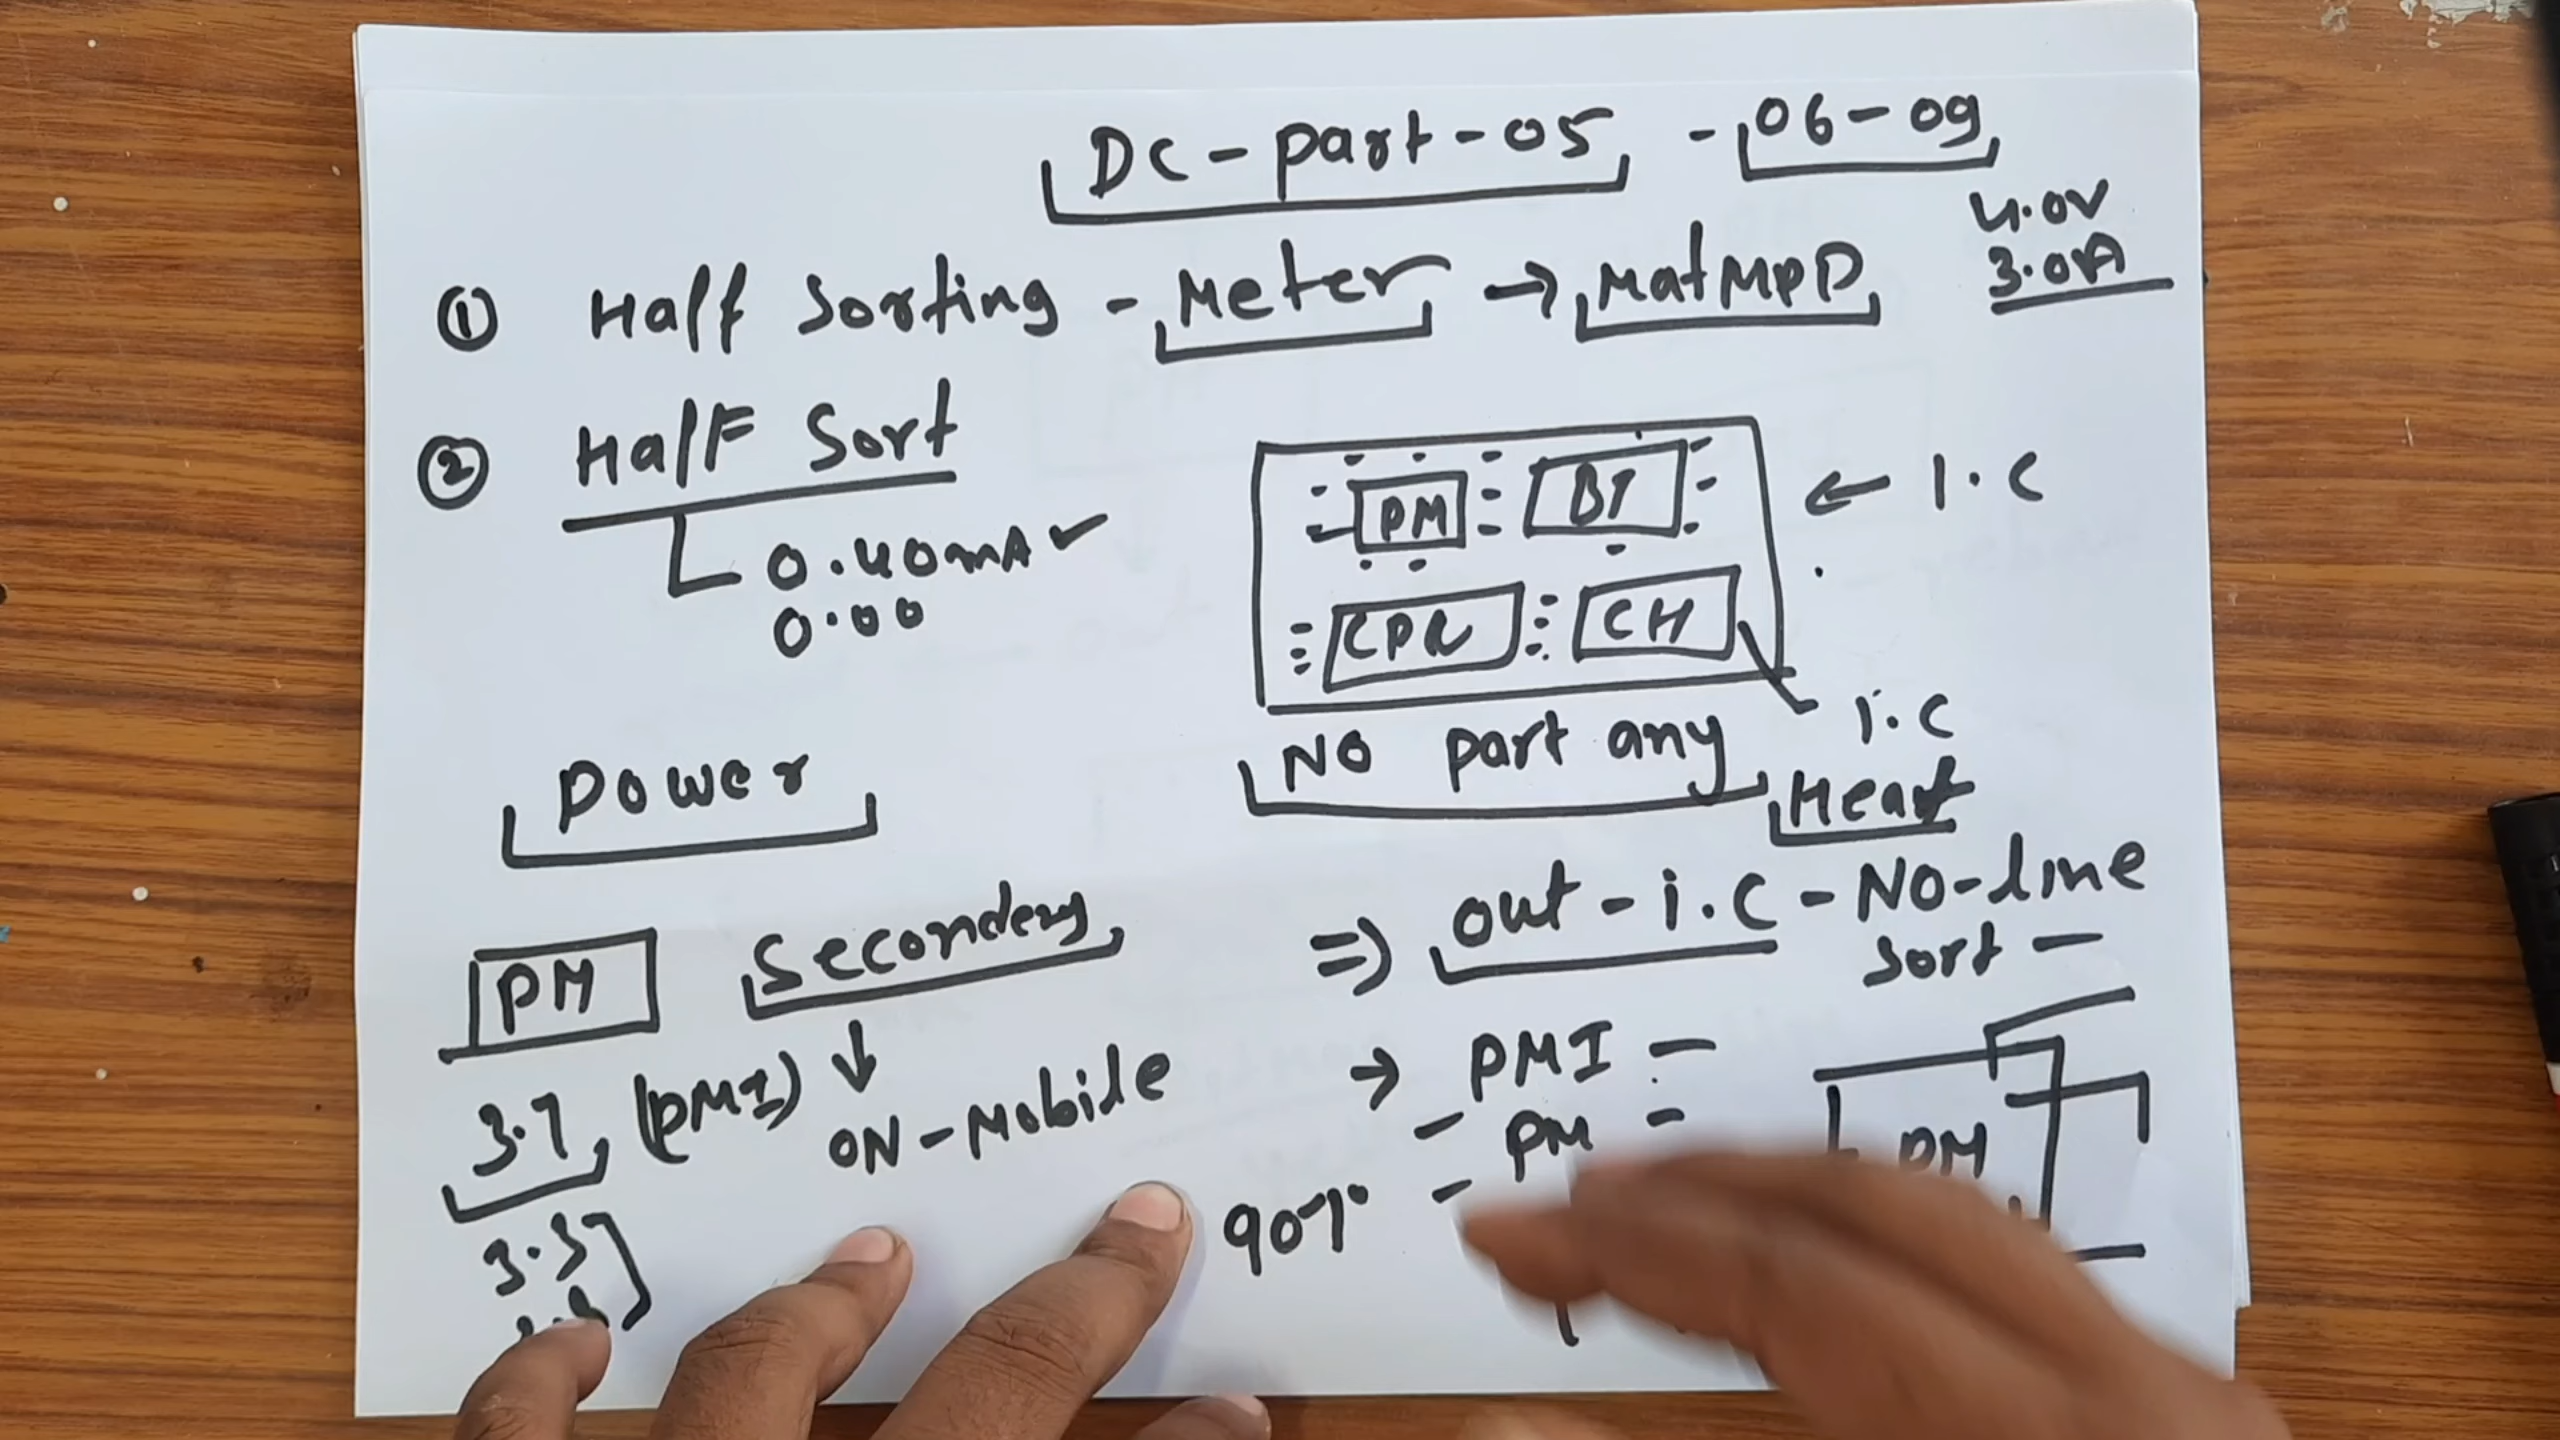 DC - part - 05 - 06 - 09
4.0V
3.0A
① Half Sorting - Meter → MatMPD
② Half Sort
0.40mA ✓
0.00
PM BT ← I.C
CPU CH
i.C
NO part any
Heat
Power
⇒ out - i.C - NO - line
Sort -
PM Secondery
3.7 (PMI) ↓
ON - Mobile
→ PMI -
- PM -
90%
PM
3.3